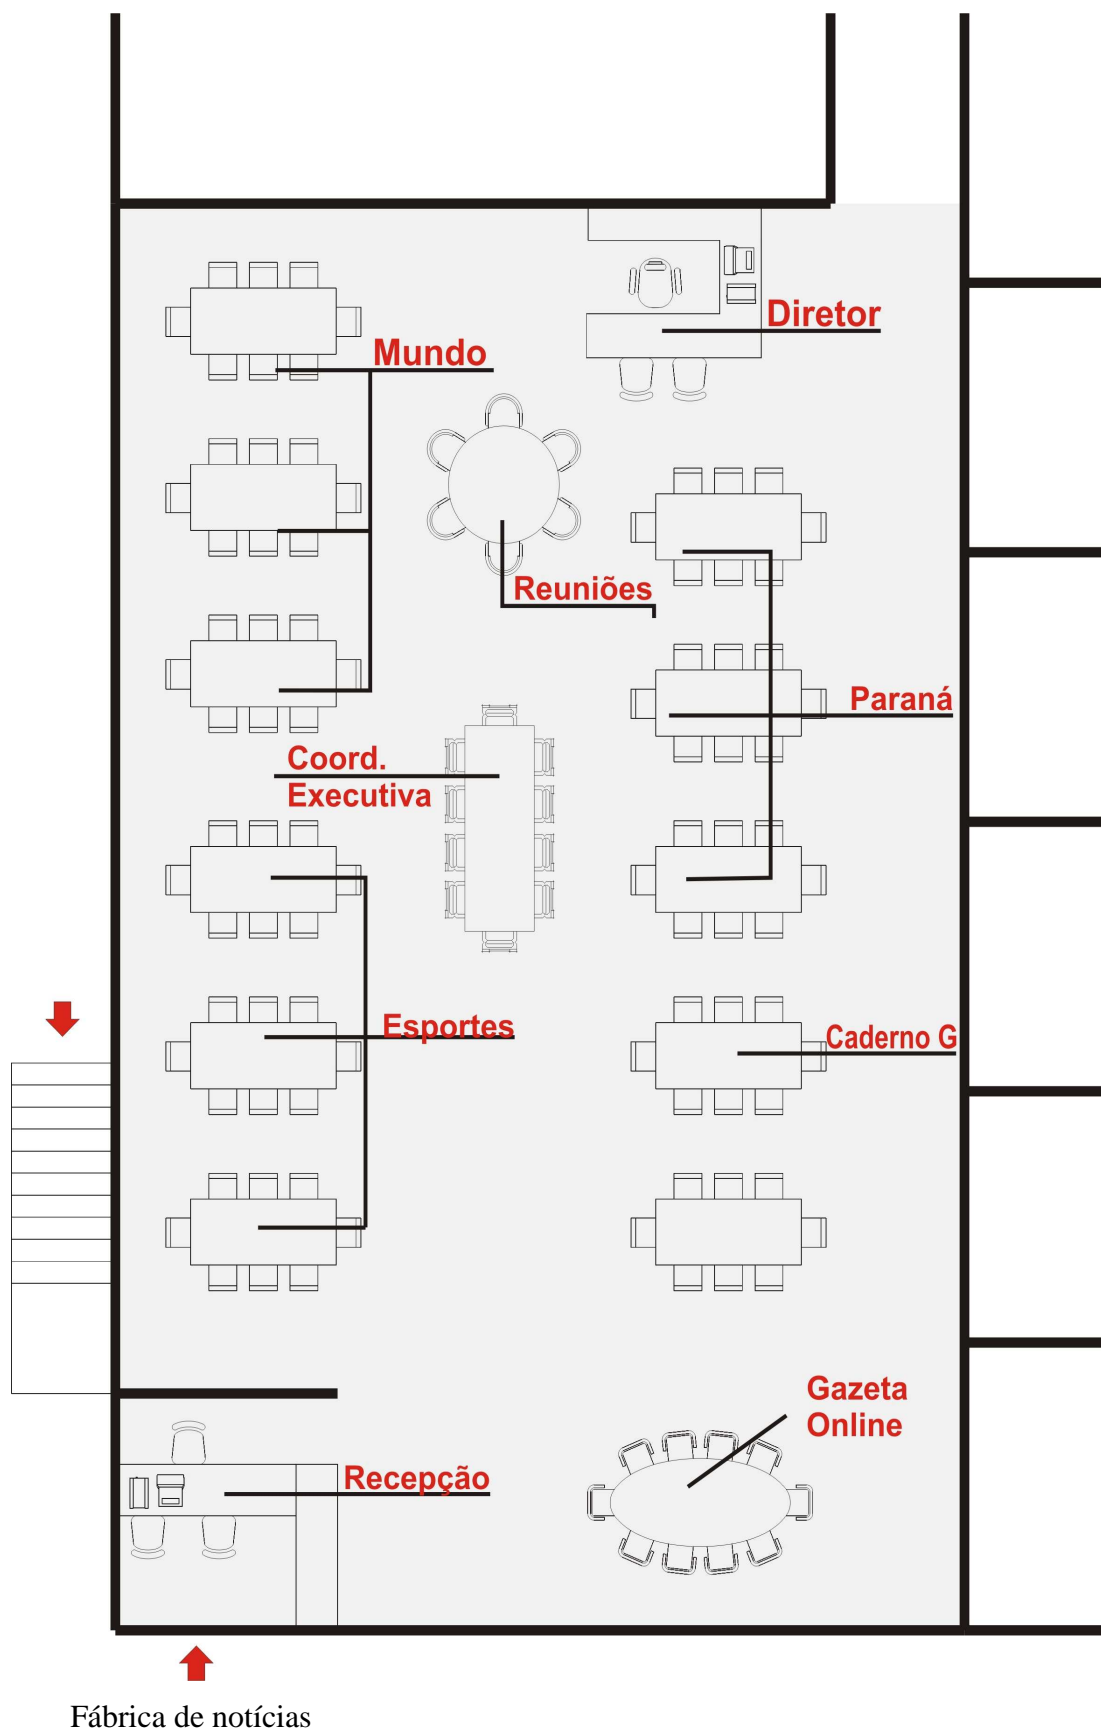 Diretor
Mundo
Reuniões
Paraná
Coord.
Executiva
Esportes
Caderno G
Gazeta
Online
Recepção
Fábrica de notícias